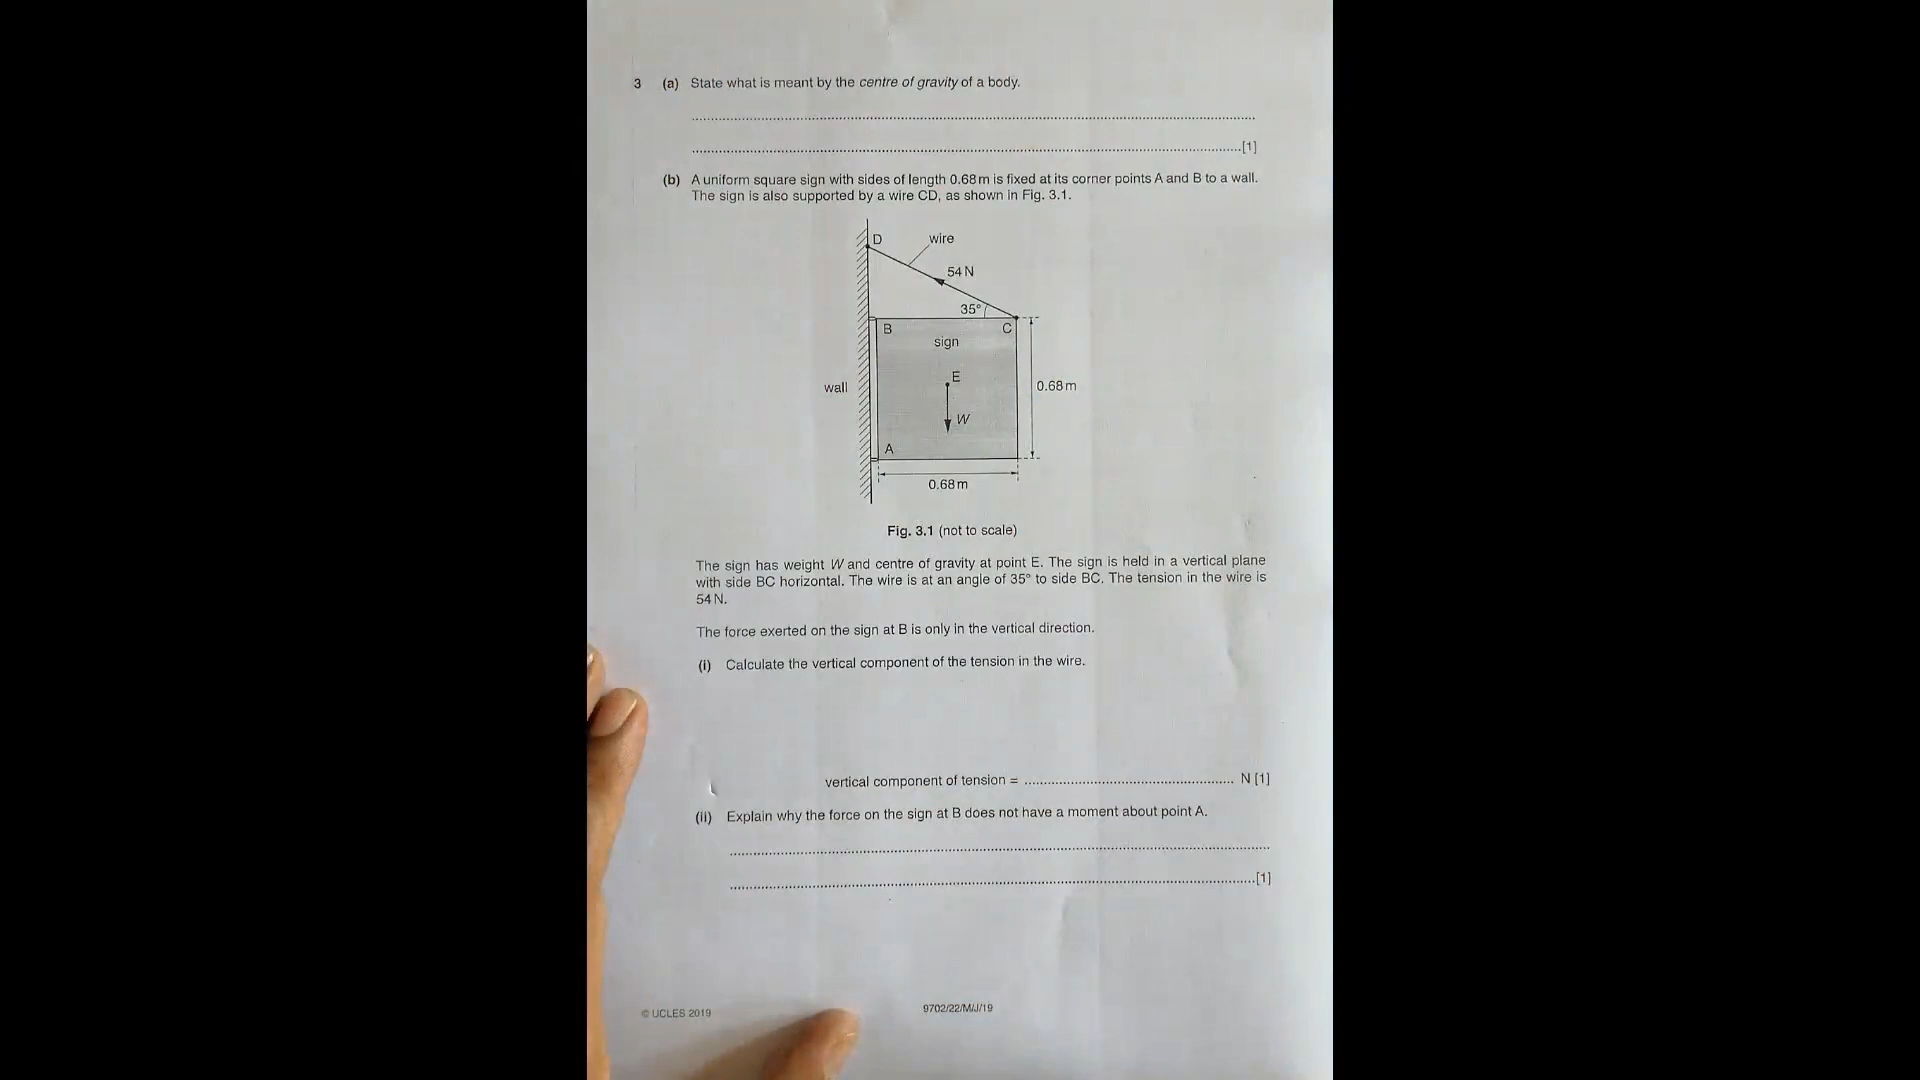 3 (a) State what is meant by the centre of gravity of a body.
[1]
(b) A uniform square sign with sides of length 0.68 m is fixed at its corner points A and B to a wall.
The sign is also supported by a wire CD, as shown in Fig. 3.1.
D
wire
54 N
35°
B
C
sign
E
wall
0.68 m
W
A
0.68 m
Fig. 3.1 (not to scale)
The sign has weight W and centre of gravity at point E. The sign is held in a vertical plane
with side BC horizontal. The wire is at an angle of 35° to side BC. The tension in the wire is
54 N.
The force exerted on the sign at B is only in the vertical direction.
(i) Calculate the vertical component of the tension in the wire.
vertical component of tension = ...................................................... N [1]
(ii) Explain why the force on the sign at B does not have a moment about point A.
[1]
© UCLES 2019
9702/22/M/J/19